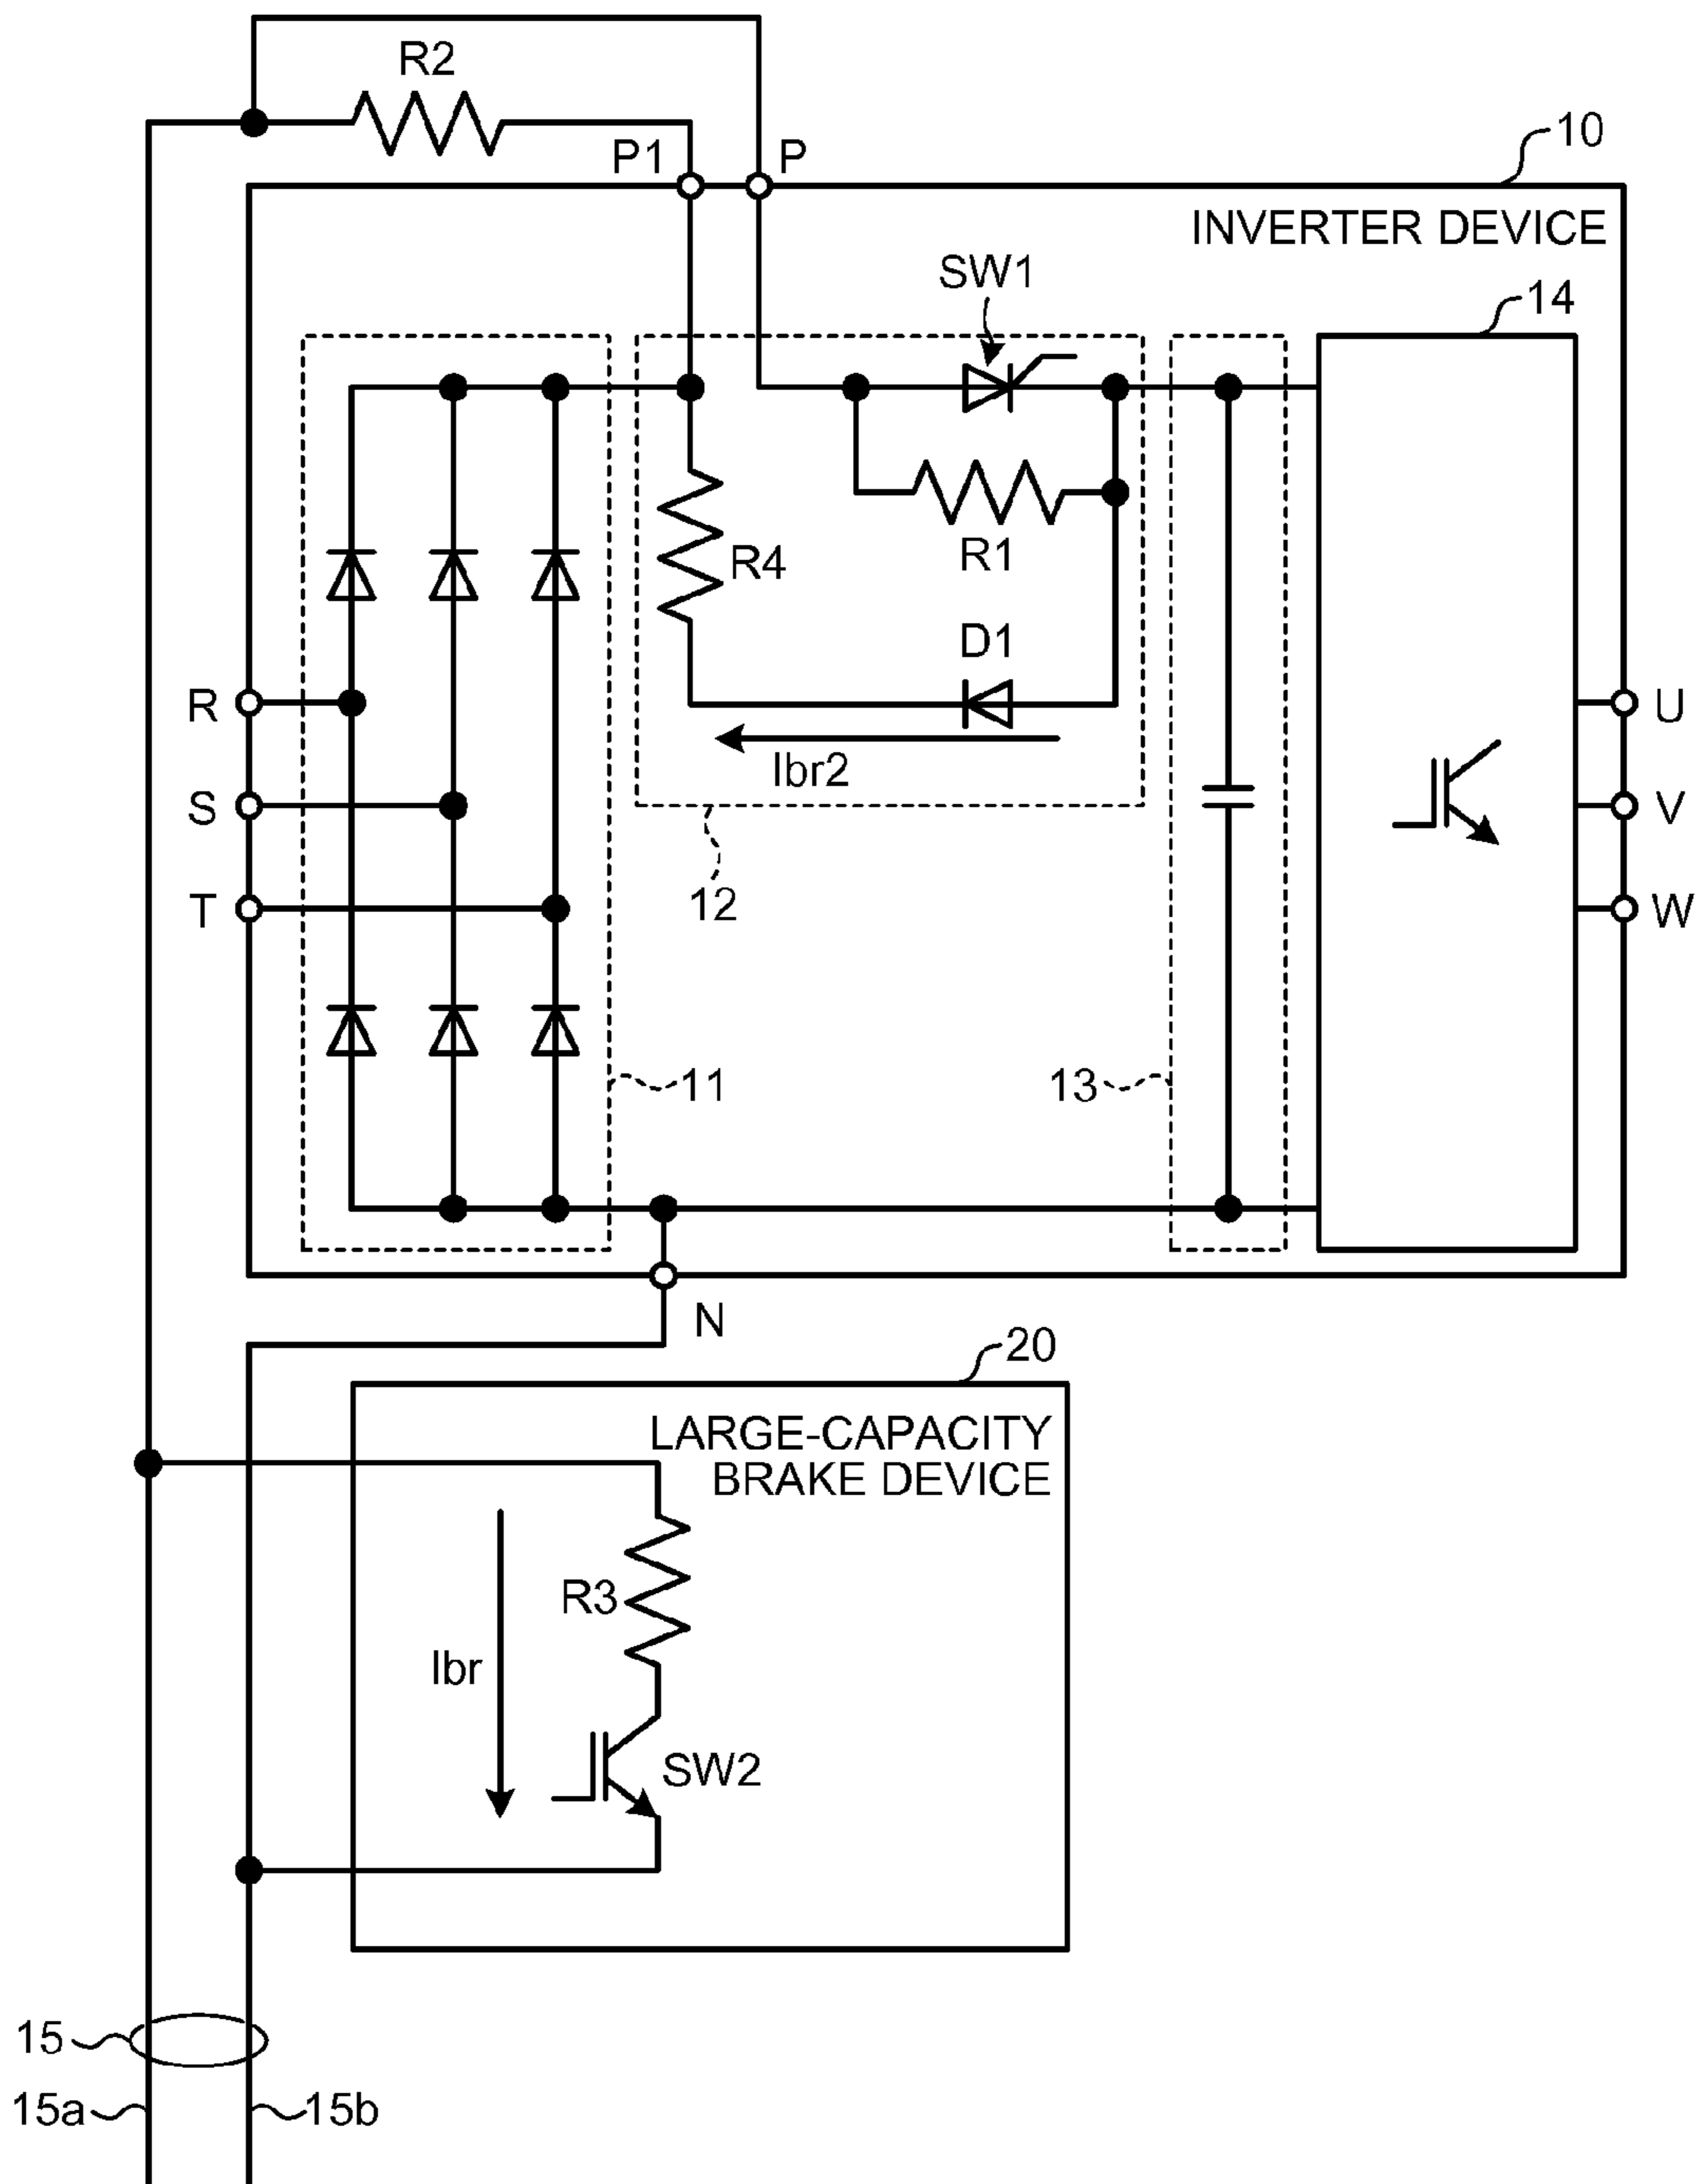 R2
P1
P
10
INVERTER DEVICE
SW1
14
R4
R1
D1
Ibr2
R
S
T
U
V
W
12
11
13
N
20
LARGE-CAPACITY
BRAKE DEVICE
R3
Ibr
SW2
15
15a
15b